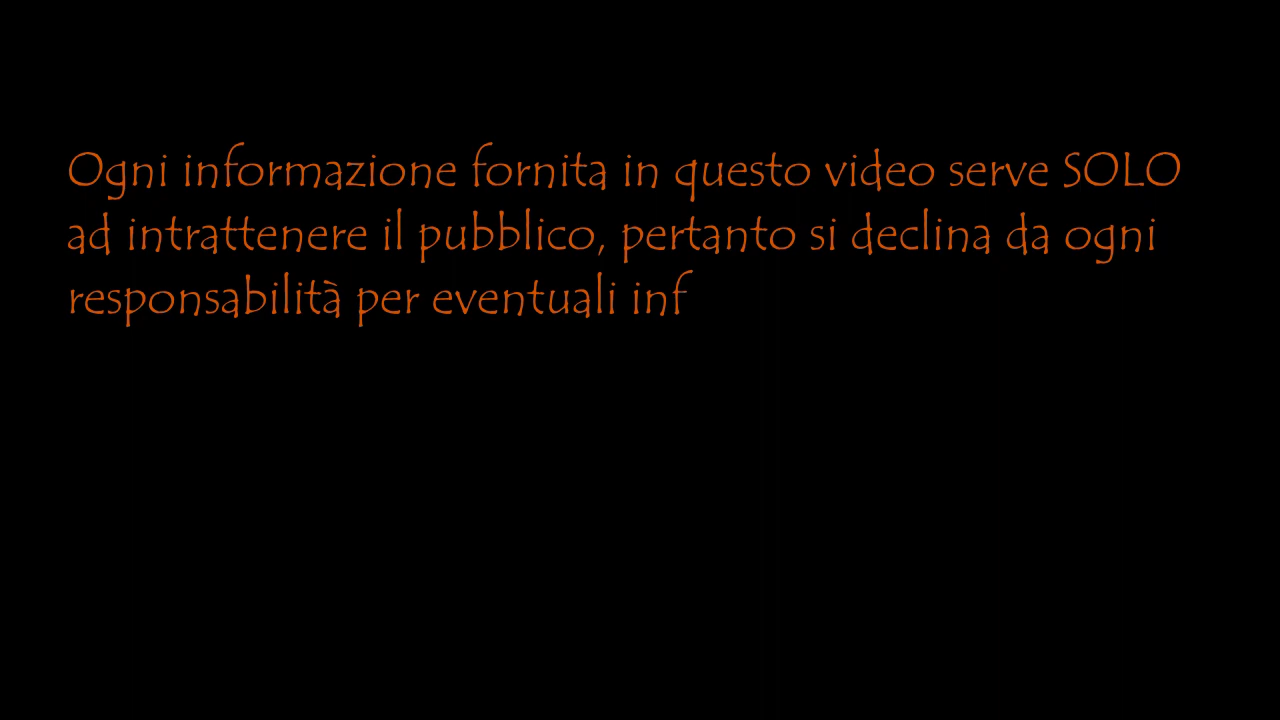 Ogni informazione fornita in questo video serve SOLO
ad intrattenere il pubblico, pertanto si declina da ogni
responsabilità per eventuali inf